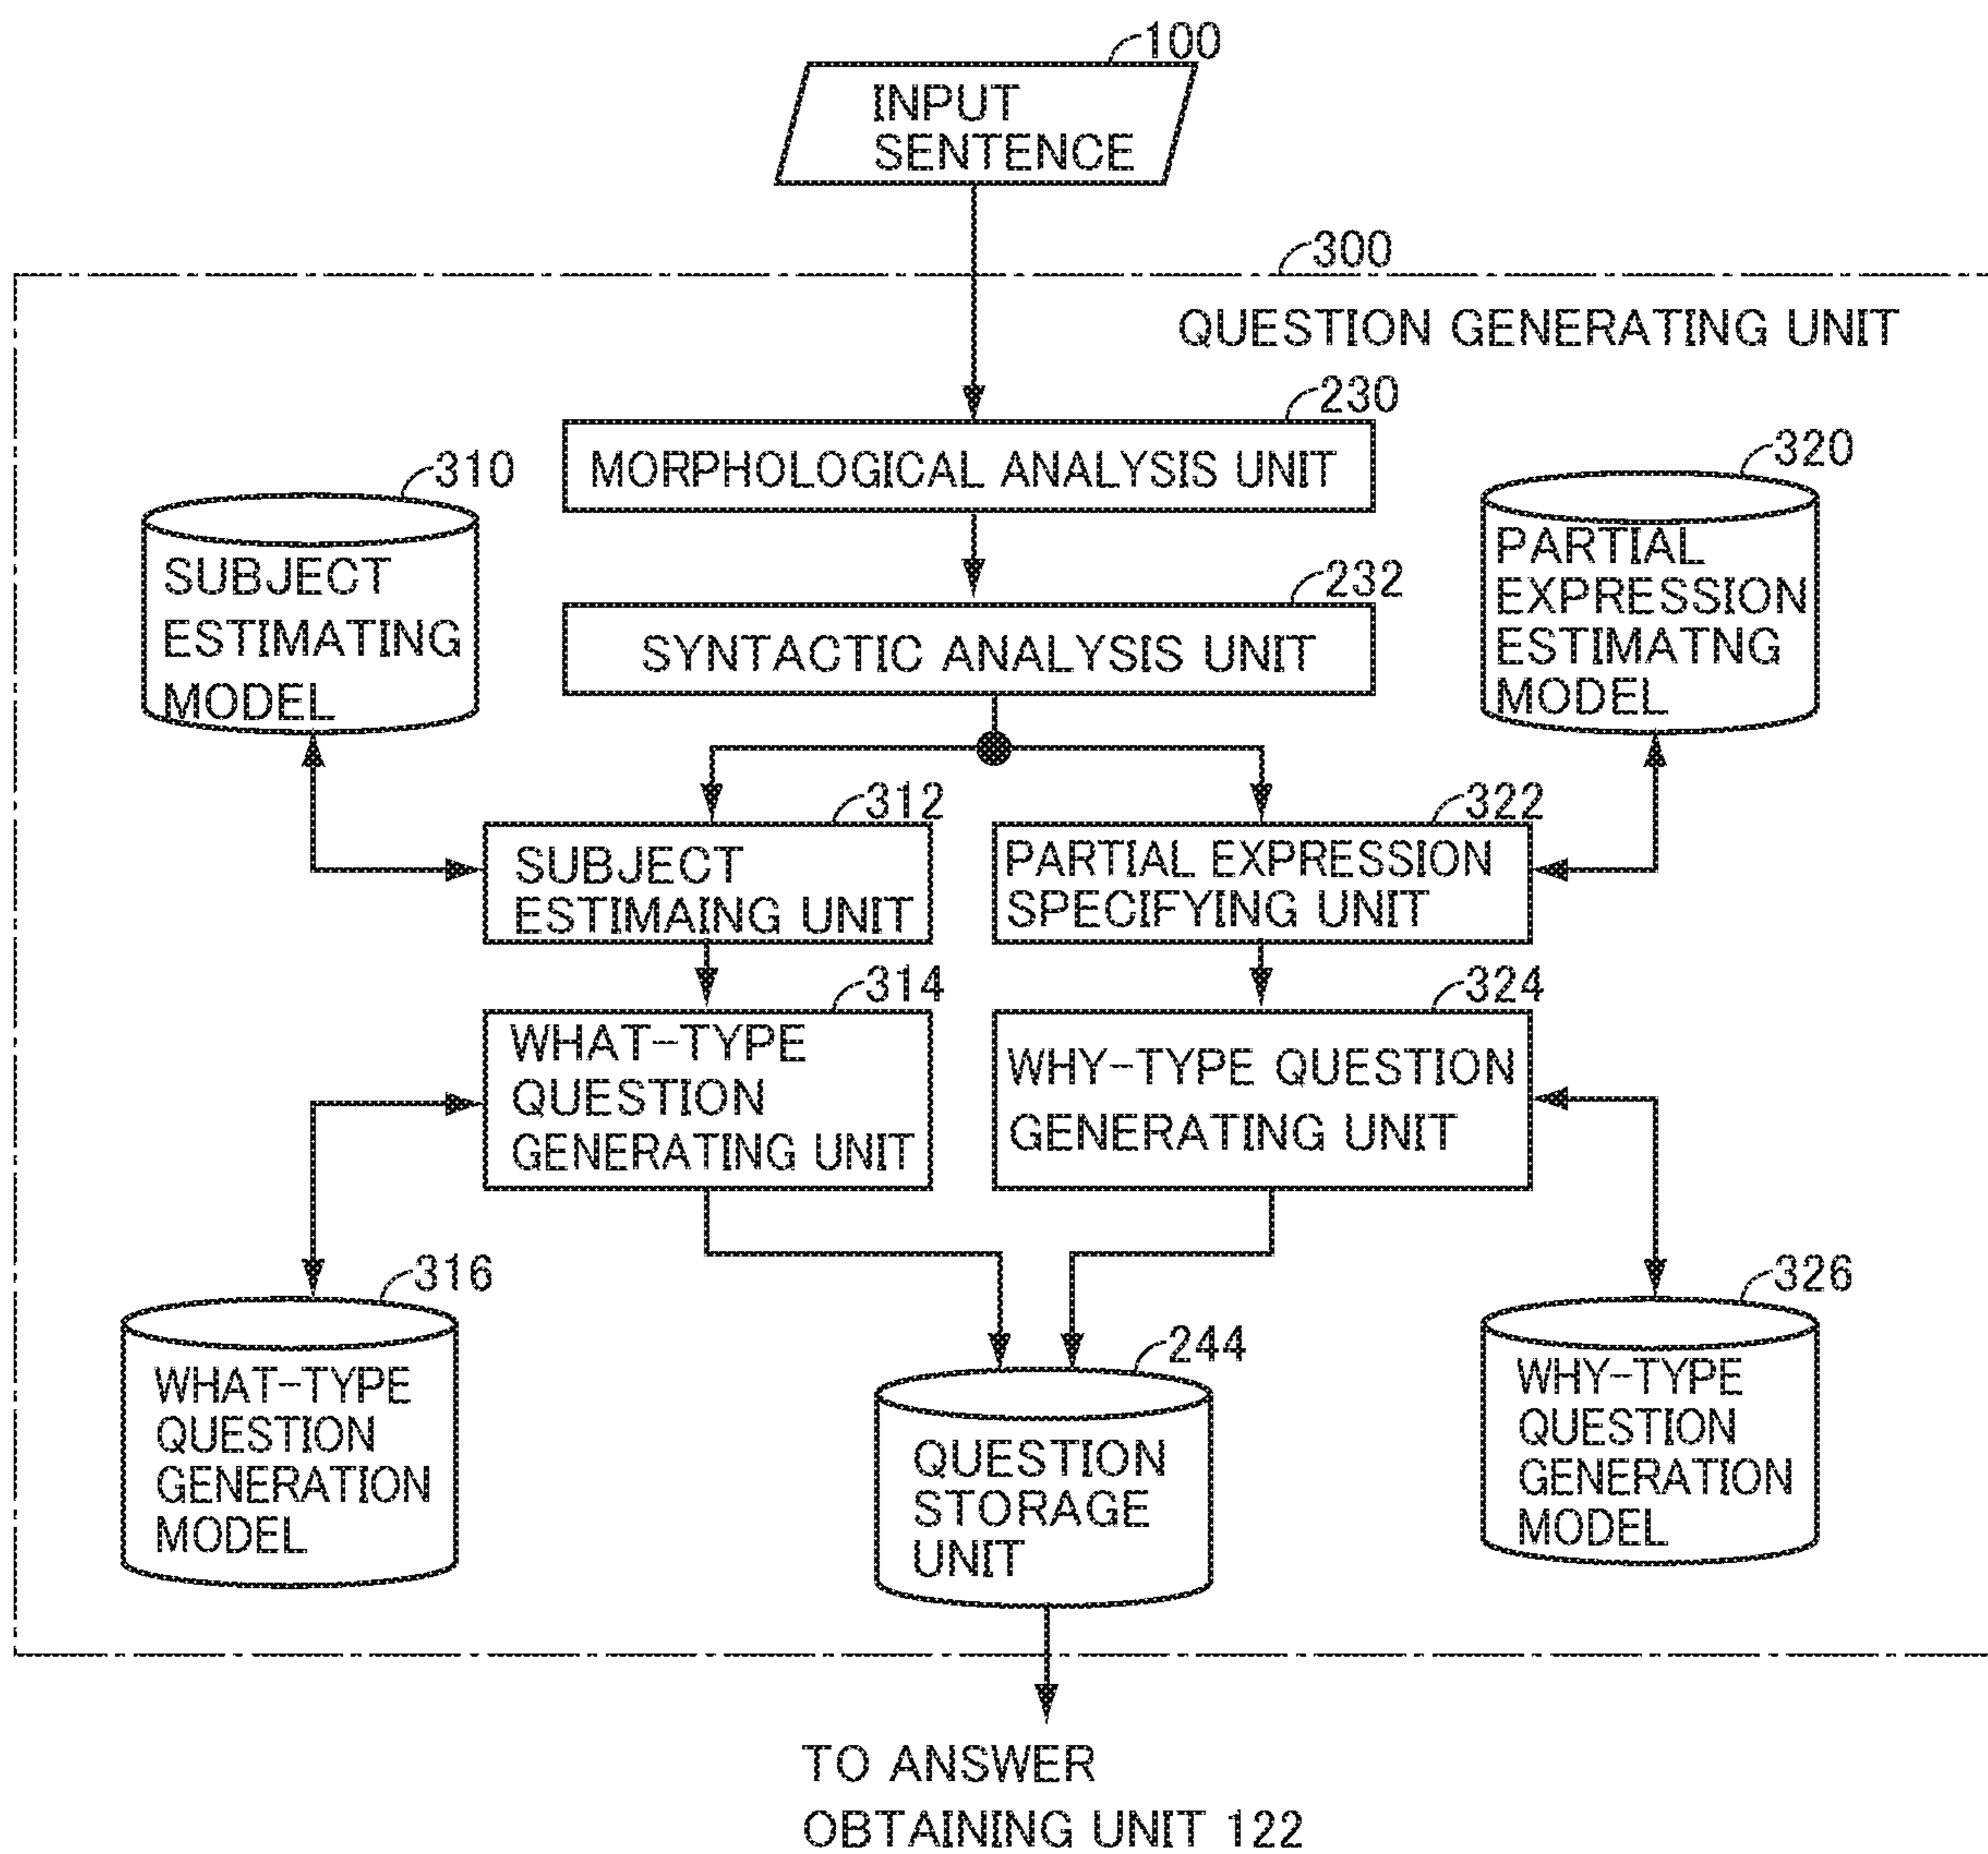 100
INPUT
SENTENCE
300
QUESTION GENERATING UNIT
230
MORPHOLOGICAL ANALYSIS UNIT
310
SUBJECT
ESTIMATING
MODEL
320
PARTIAL
EXPRESSION
ESTIMATNG
MODEL
232
SYNTACTIC ANALYSIS UNIT
312
SUBJECT
ESTIMAING UNIT
322
PARTIAL EXPRESSION
SPECIFYING UNIT
314
WHAT-TYPE
QUESTION
GENERATING UNIT
324
WHY-TYPE QUESTION
GENERATING UNIT
316
WHAT-TYPE
QUESTION
GENERATION
MODEL
244
QUESTION
STORAGE
UNIT
326
WHY-TYPE
QUESTION
GENERATION
MODEL
TO ANSWER
OBTAINING UNIT 122